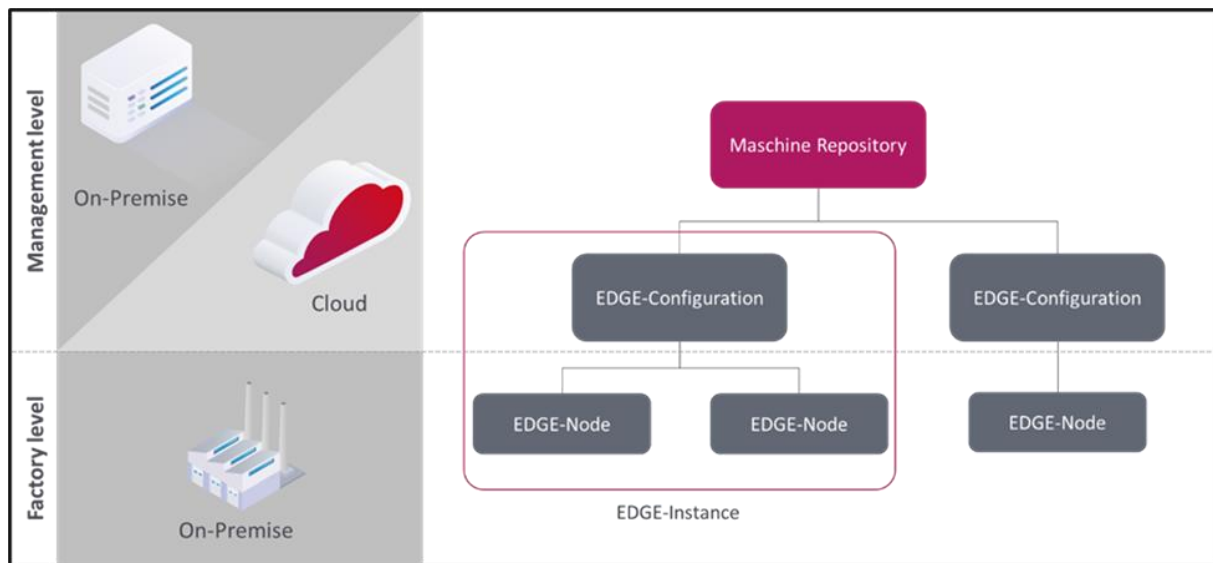 Management level
On-Premise
Cloud
Maschine Repository
EDGE-Configuration
EDGE-Configuration
Factory level
On-Premise
EDGE-Node
EDGE-Node
EDGE-Node
EDGE-Instance